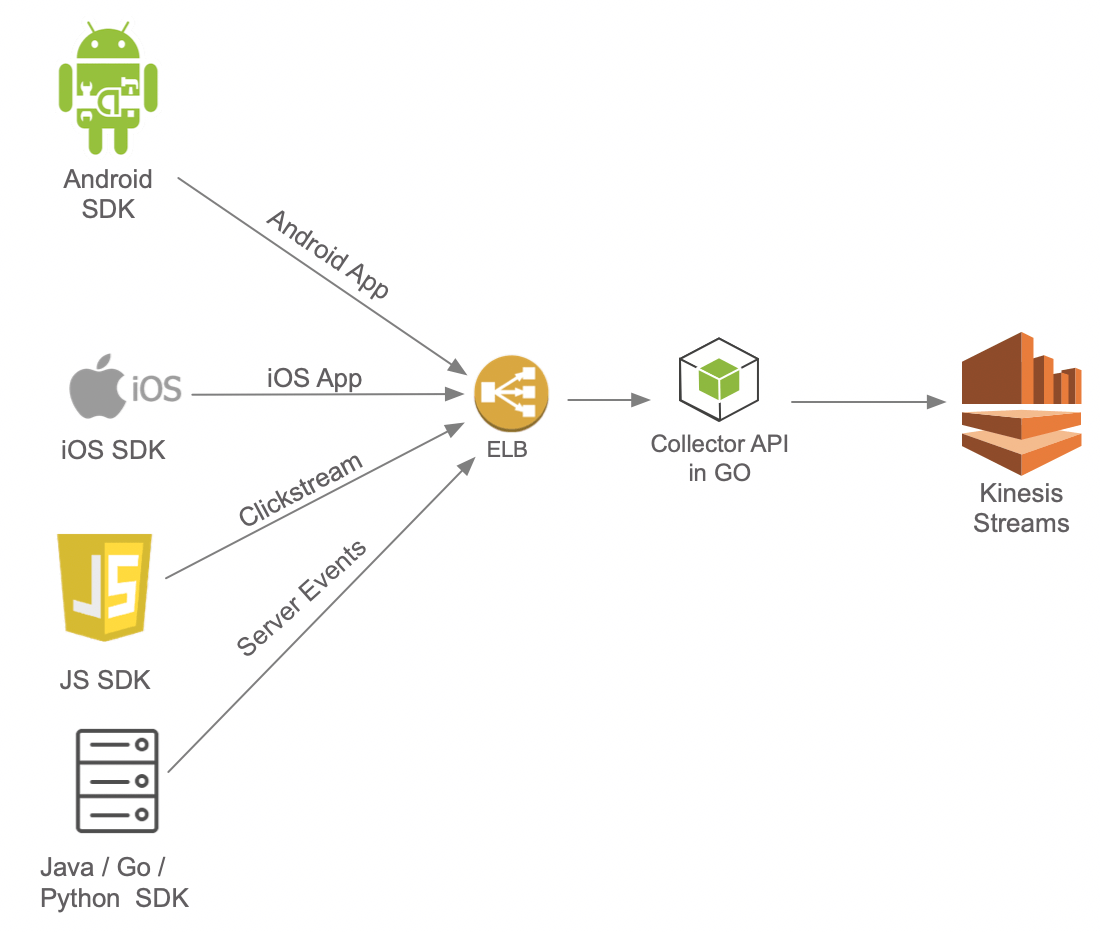 Android
SDK
Android App
iOS
iOS SDK
iOS App
ELB
Collector API
in GO
Kinesis
Streams
Clickstream
JS
JS SDK
Server Events
Java / Go /
Python SDK